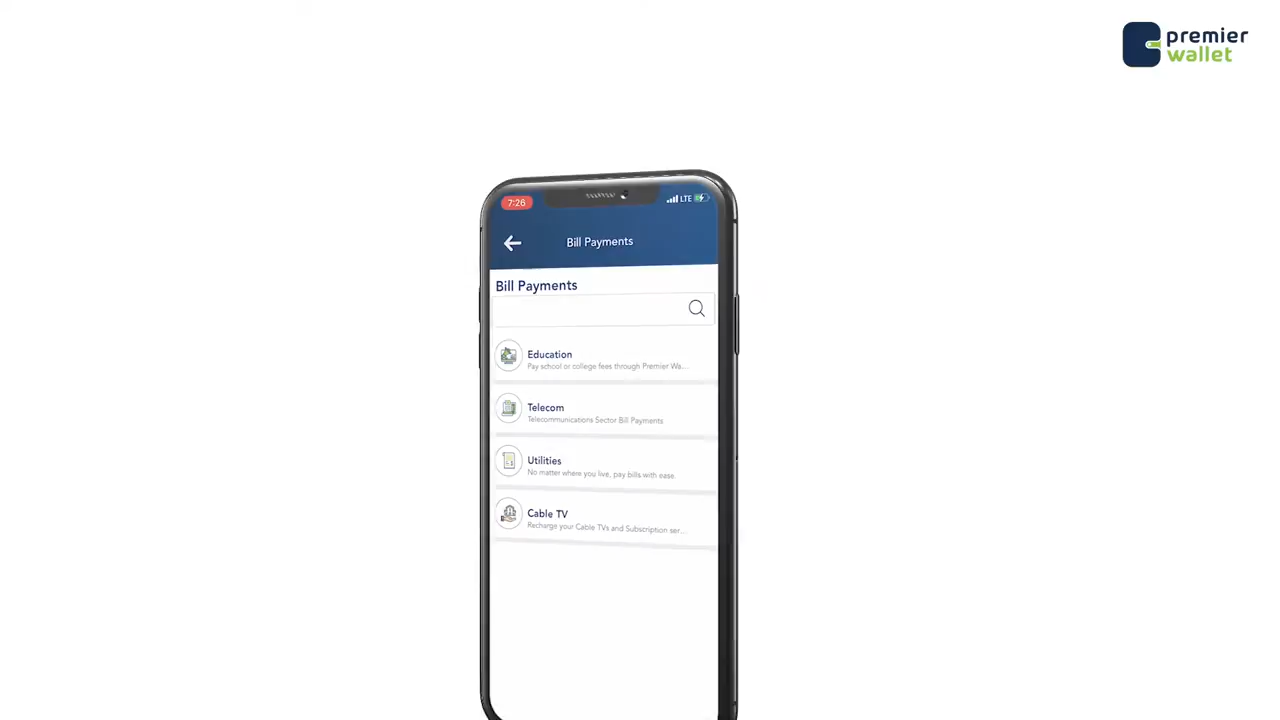 premier
wallet
7:26
LTE
Bill Payments
Bill Payments
Education
Pay school or college fees through Premier Wa...
Telecom
Telecommunications Sector Bill Payments
Utilities
No matter where you live, pay bills with ease.
Cable TV
Recharge your Cable TVs and Subscription ser...